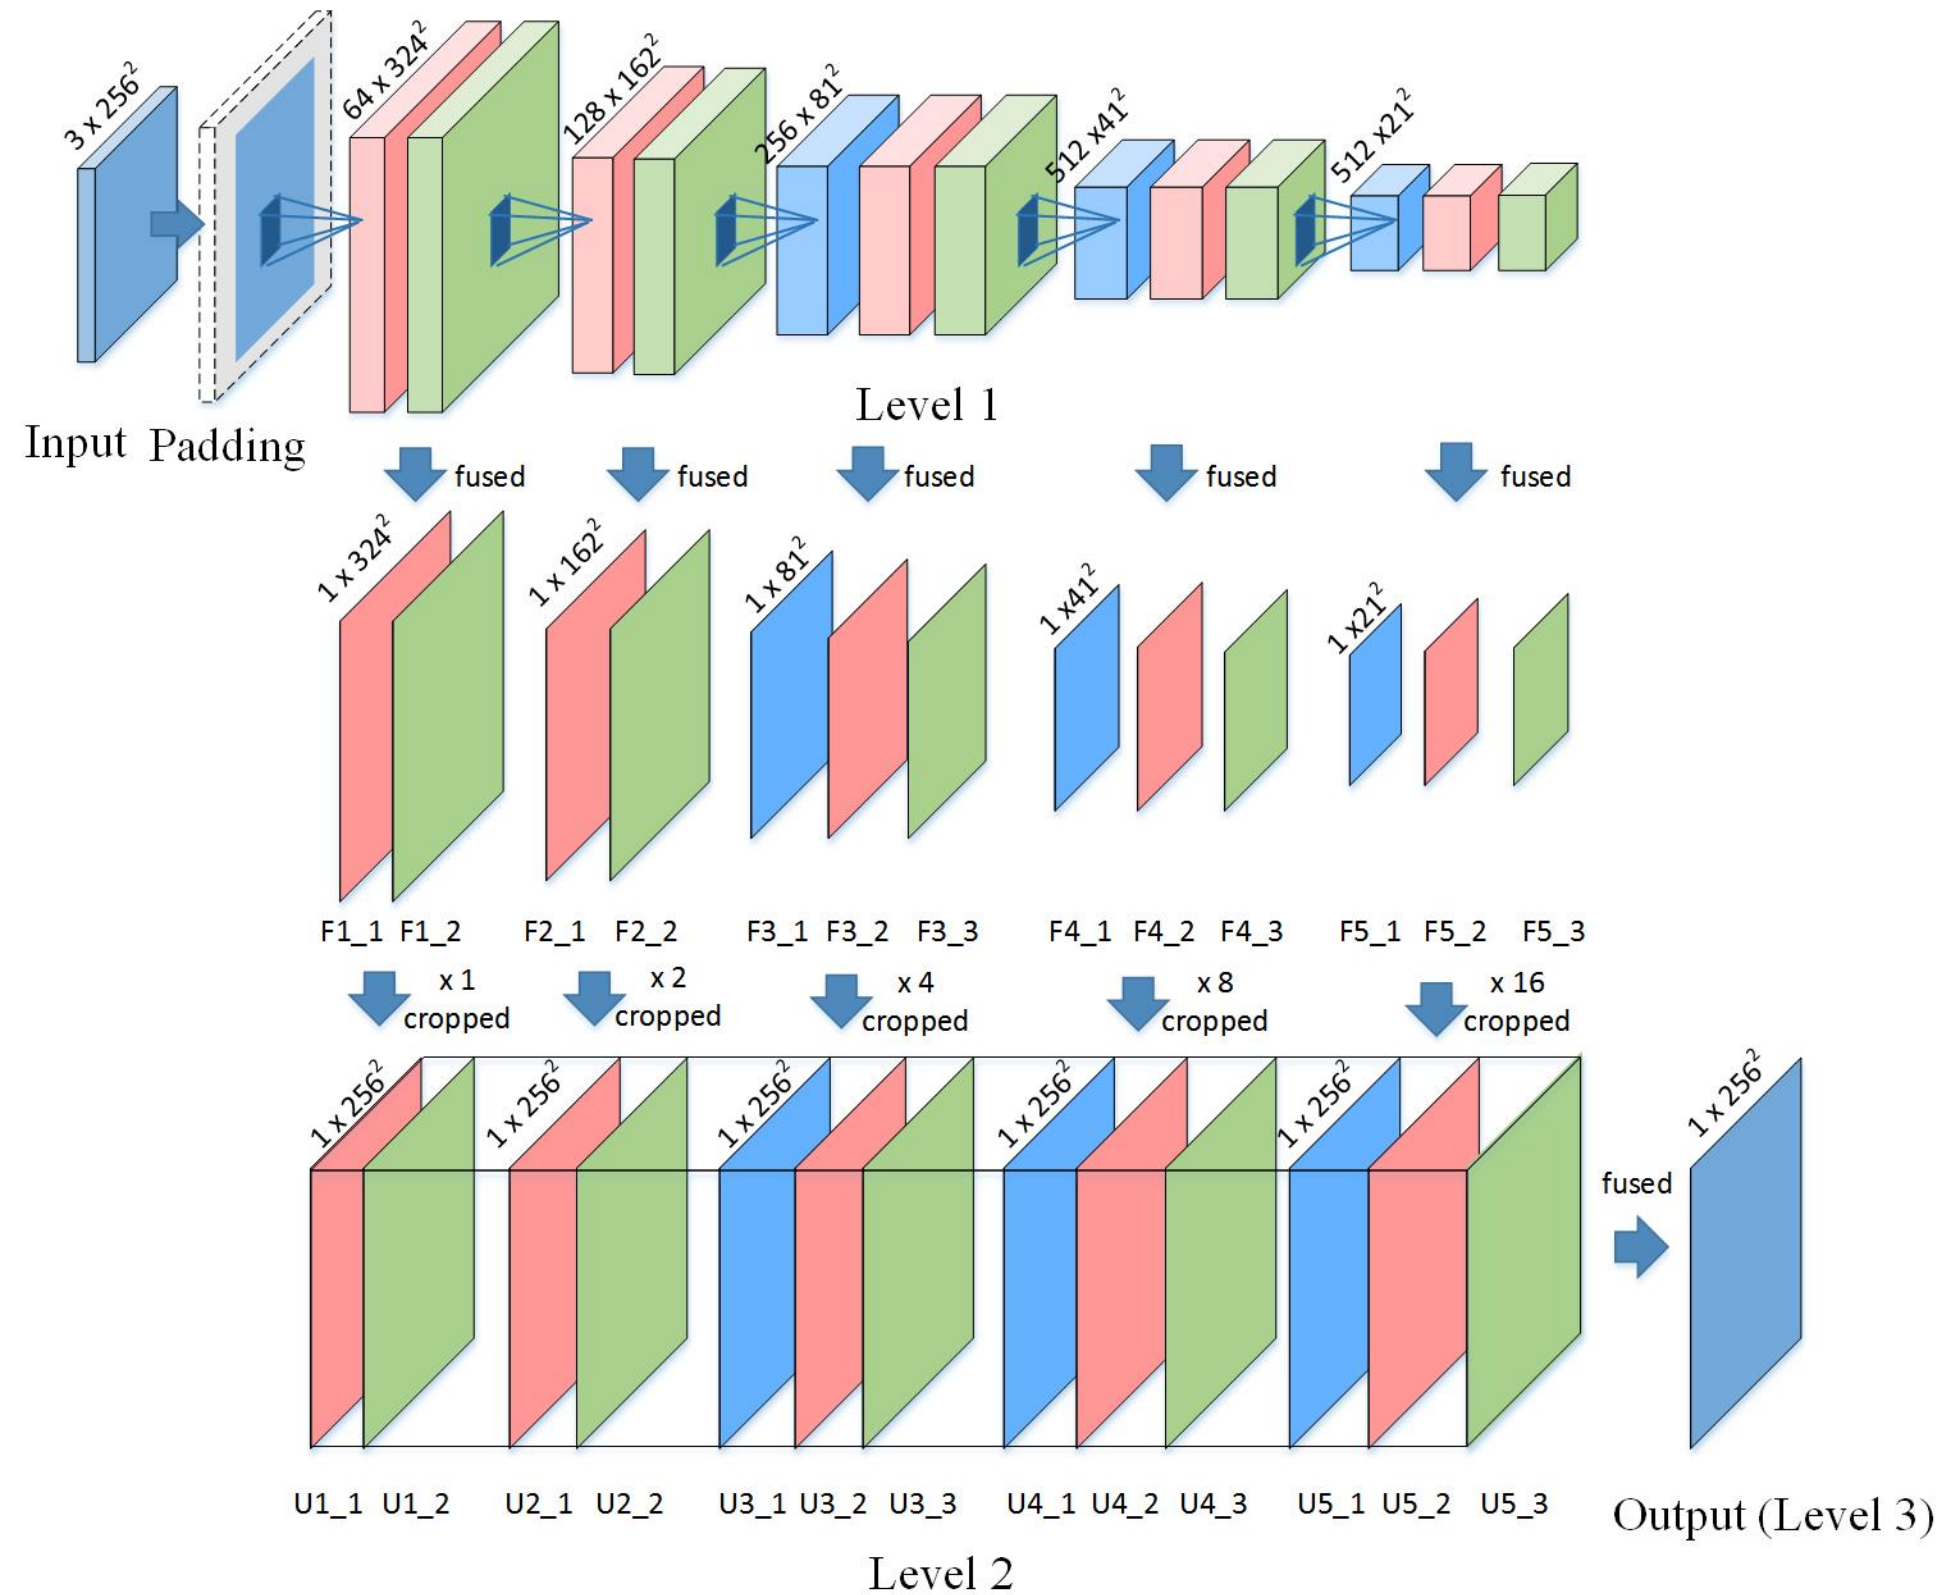 3 x 256²
64 x 324²
128 x 162²
256 x 81²
512 x41²
512 x21²
Level 1
Input Padding
fused fused fused fused fused
1 x 324²
1 x 162²
1 x 81²
1 x41²
1 x21²
F1_1 F1_2 F2_1 F2_2 F3_1 F3_2 F3_3 F4_1 F4_2 F4_3 F5_1 F5_2 F5_3
x 1 x 2 x 4 x 8 x 16
cropped cropped cropped cropped cropped
1 x 256²
1 x 256²
1 x 256²
1 x 256²
1 x 256²
1 x 256²
fused
U1_1 U1_2 U2_1 U2_2 U3_1 U3_2 U3_3 U4_1 U4_2 U4_3 U5_1 U5_2 U5_3
Output (Level 3)
Level 2